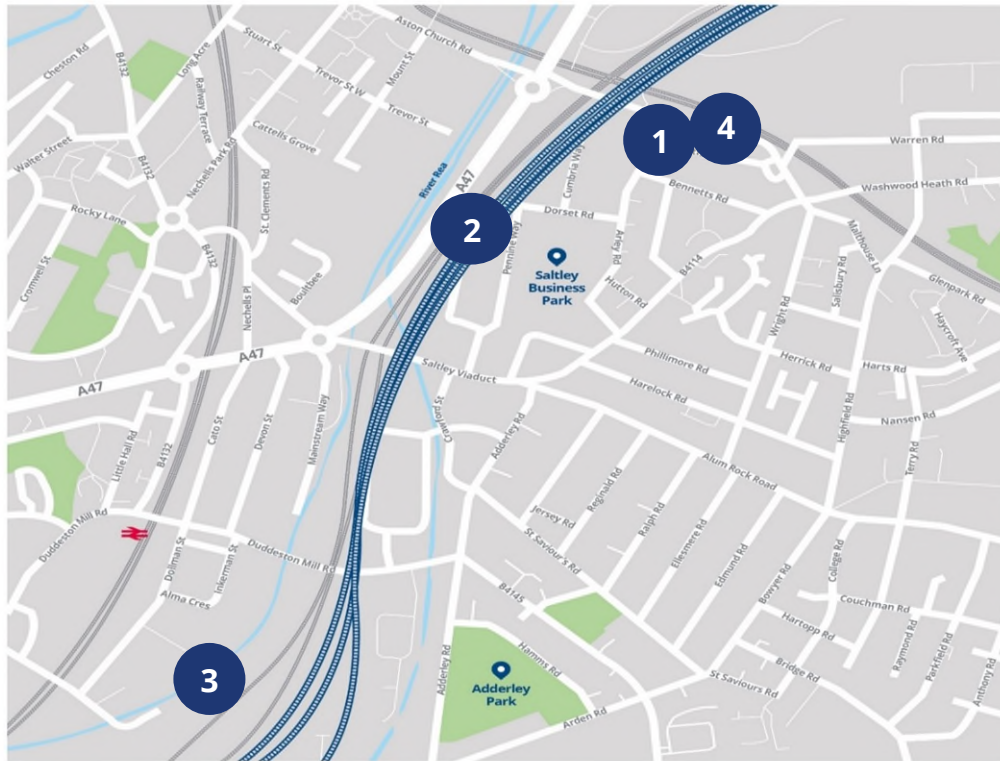 Aston Church Rd
Stuart St
Cheston Rd
B4132
Long Acre
Mount St
Trevor St W
Railway Terrace
Trevor St
Cattells Grove
Walter Street
B4132
Nechells Park Rd
River Rea
A47
1
4
Warren Rd
Washwood Heath Rd
Bennetts Rd
Cumbria Way
Dorset Rd
2
Pennine Way
Arley Rd
Rocky Lane
St. Clements Rd
B4132
Cromwell St
Boultbee
Nechells Pl
Saltley
Business
Park
Hutton Rd
B4114
Malthouse Ln
Salisbury Rd
Glenpark Rd
Wright Rd
Haycroft Ave
A47
A47
Saltley Viaduct
Phillimore Rd
Herrick Rd
Harts Rd
Harelock Rd
Nansen Rd
Highfield Rd
Little Hall Rd
B4132
Cato St
Devon St
Mainstream Way
Crawford St
Adderley Rd
Alum Rock Road
Terry Rd
Duddeston Mill Rd
Jersey Rd
Reginald Rd
Ralph Rd
Ellesmere Rd
Edmund Rd
St Saviour's Rd
Bowyer Rd
College Rd
Duddeston Mill Rd
Dollman St
Inkerman St
Alma Cres
B4145
Couchman Rd
Hartopp Rd
Raymond Rd
Parkfield Rd
Anthony Rd
Bridge Rd
St Saviours Rd
3
Adderley Rd
Hamms Rd
Adderley
Park
Arden Rd